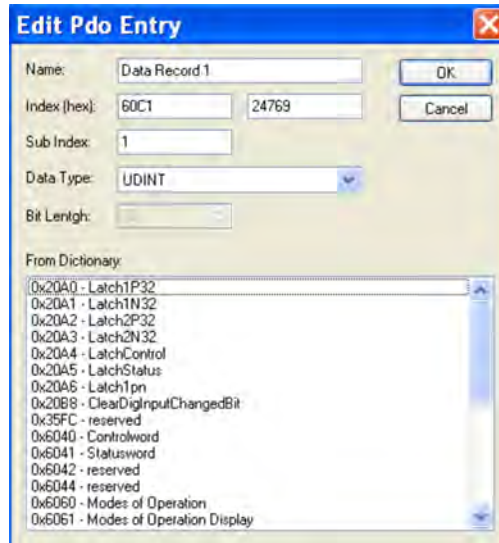 Edit Pdo Entry
Name: Data Record 1 OK
Index (hex): 60C1 24769 Cancel
Sub Index: 1
Data Type: UDINT
Bit Lentgh:
From Dictionary:
0x20A0 - Latch1P32
0x20A1 - Latch1N32
0x20A2 - Latch2P32
0x20A3 - Latch2N32
0x20A4 - LatchControl
0x20A5 - LatchStatus
0x20A6 - Latch1pn
0x20B8 - ClearDigInputChangedBit
0x35FC - reserved
0x6040 - Controlword
0x6041 - Statusword
0x6042 - reserved
0x6044 - reserved
0x6060 - Modes of Operation
0x6061 - Modes of Operation Display